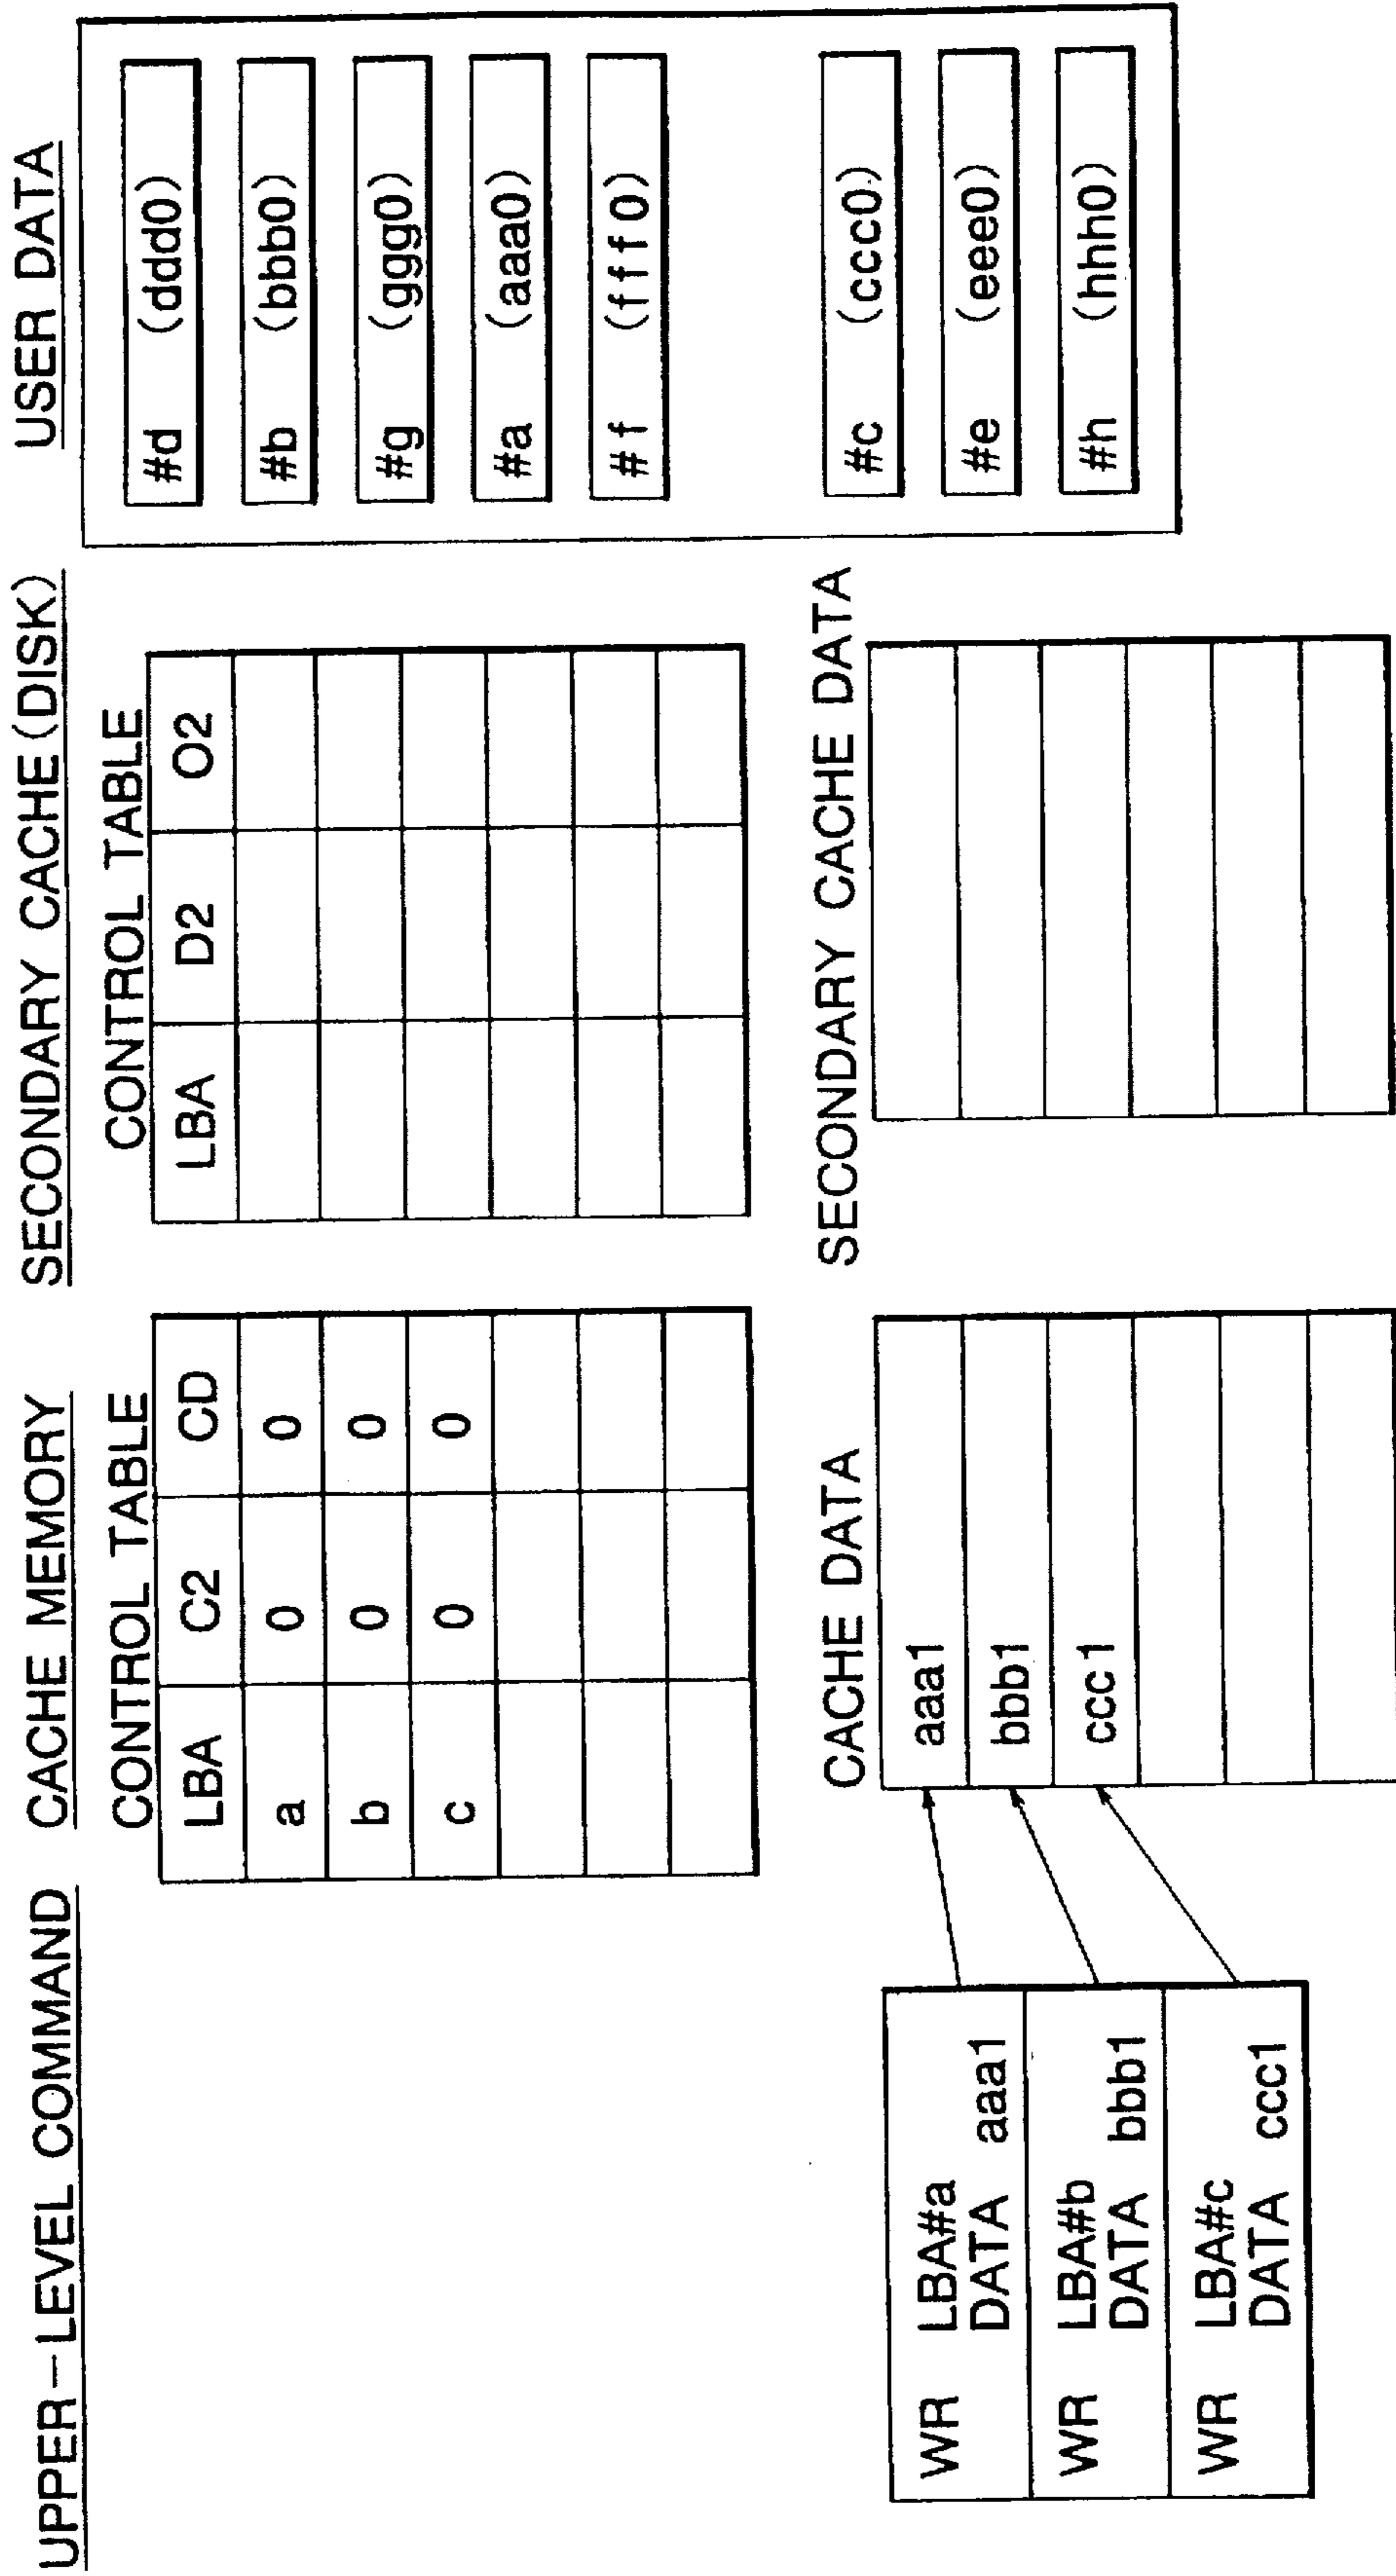 UPPER-LEVEL COMMAND
WR LBA#a
DATA aaa1
WR LBA#b
DATA bbb1
WR LBA#c
DATA ccc1
CACHE MEMORY
CONTROL TABLE
LBA C2 CD
a 0 0
b 0 0
c 0 0
CACHE DATA
aaa1
bbb1
ccc1
SECONDARY CACHE(DISK)
CONTROL TABLE
LBA D2 O2
SECONDARY CACHE DATA
USER DATA
#d (ddd0)
#b (bbb0)
#g (ggg0)
#a (aaa0)
#f (fff0)
#c (ccc0)
#e (eee0)
#h (hhh0)